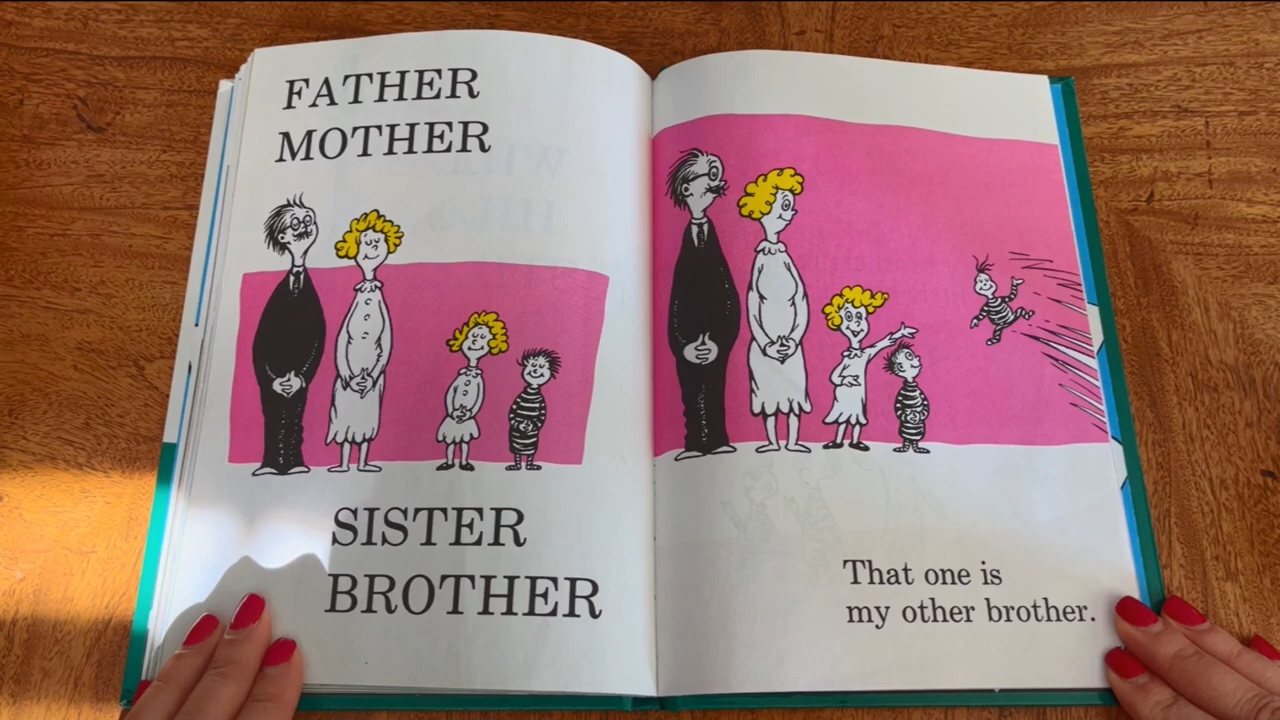 FATHER
MOTHER
SISTER
BROTHER
That one is
my other brother.